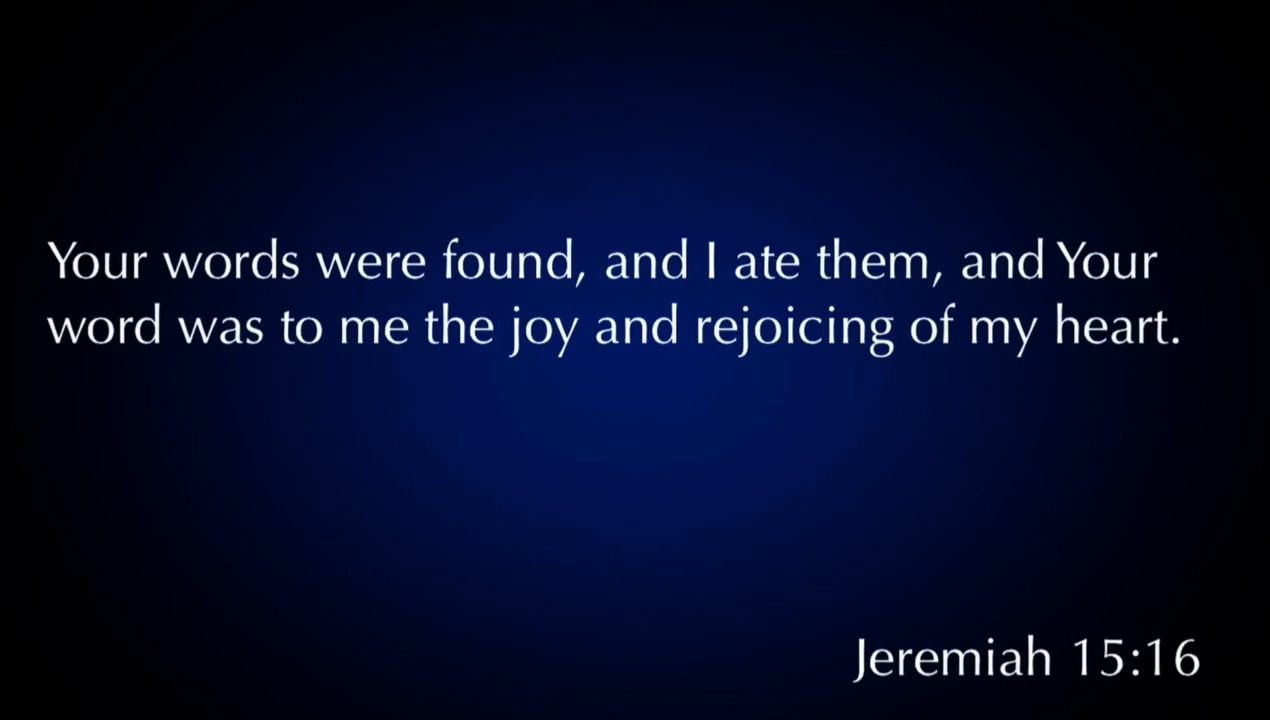 Your words were found, and I ate them, and Your
word was to me the joy and rejoicing of my heart.
Jeremiah 15:16